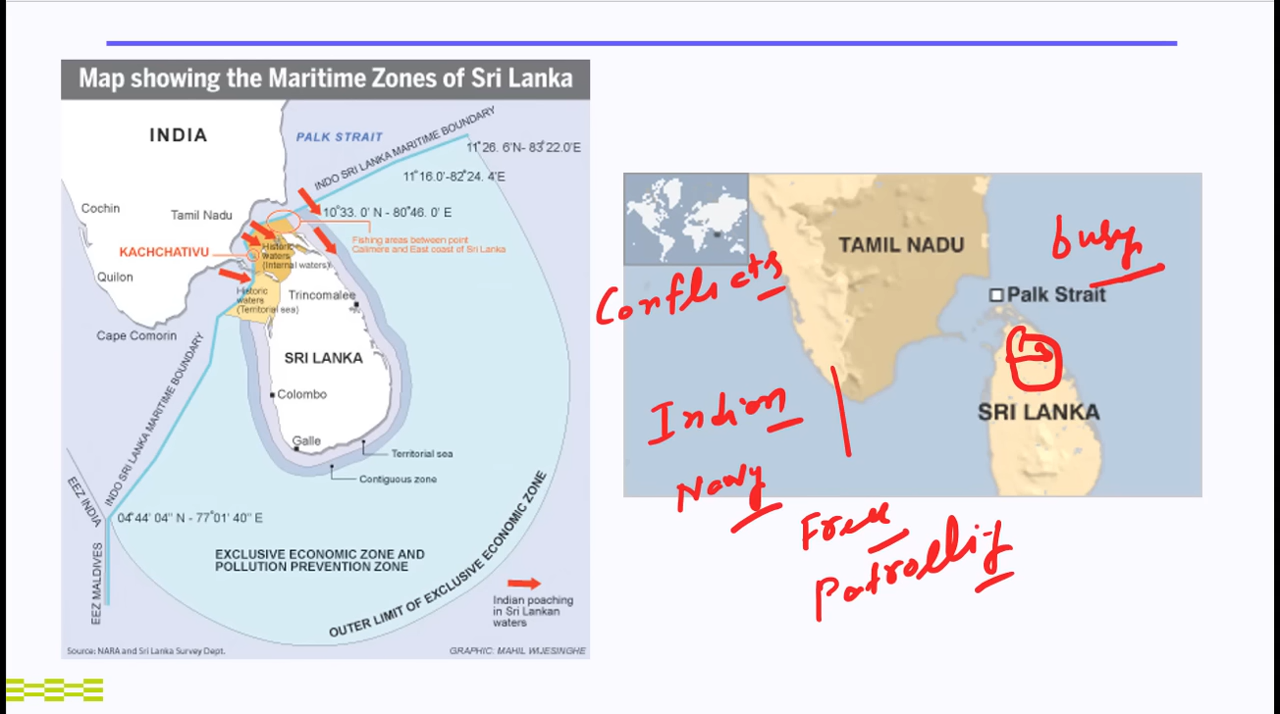 Map showing the Maritime Zones of Sri Lanka
INDIA
PALK STRAIT
INDO SRI LANKA MARITIME BOUNDARY
11° 26. 6'N- 83° 22.0'E
11° 16.0'-82° 24. 4'E
10° 33. 0' N - 80° 46. 0' E
Cochin
Tamil Nadu
KACHCHATIVU
Fishing areas between point
Calimere and East coast of Sri Lanka
Historic
waters
(Internal waters)
Quilon
Historic
waters
(Territorial sea)
Trincomalee
Cape Comorin
SRI LANKA
Colombo
Galle
Territorial sea
Contiguous zone
INDO SRI LANKA MARITIME BOUNDARY
EEZ INDIA
EEZ MALDIVES
04° 44' 04'' N - 77° 01' 40'' E
EXCLUSIVE ECONOMIC ZONE AND
POLLUTION PREVENTION ZONE
OUTER LIMIT OF EXCLUSIVE ECONOMIC ZONE
Indian poaching
in Sri Lankan
waters
Source: NARA and Sri Lanka Survey Dept.
GRAPHIC: MAHIL WIJESINGHE
TAMIL NADU
busy
Conflicts
Palk Strait
SRI LANKA
Indian
Navy
Patrolling